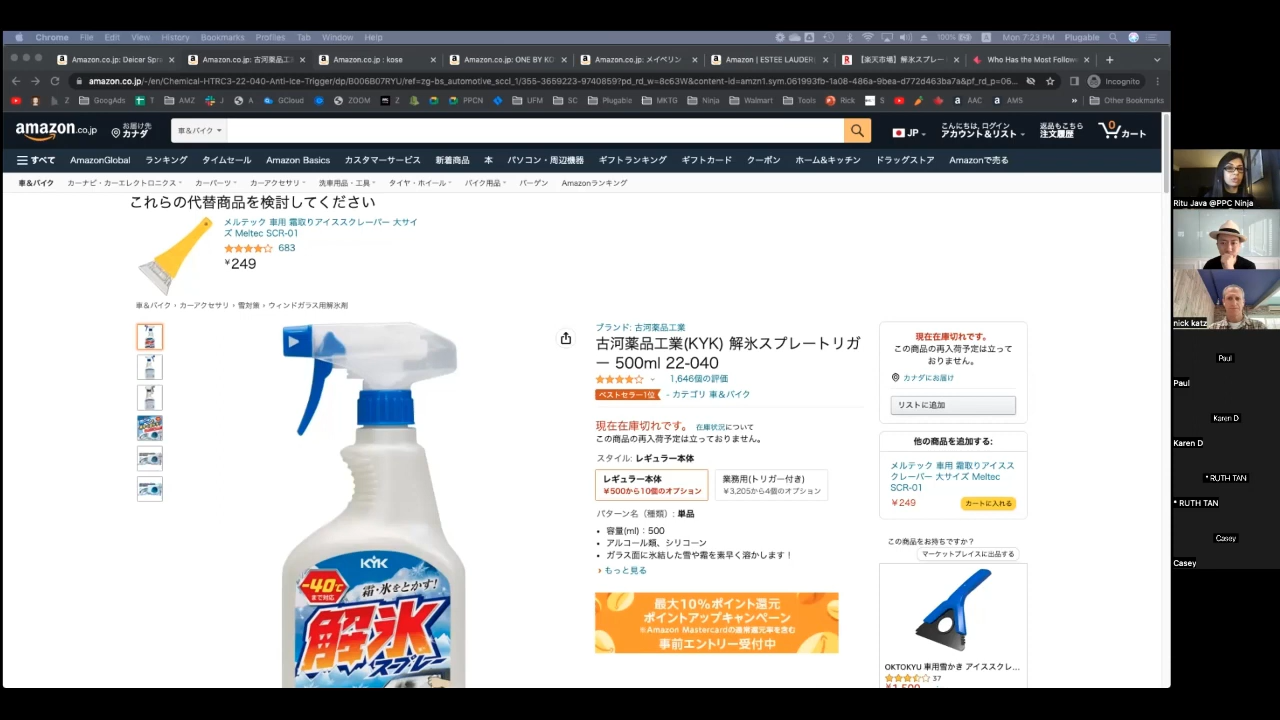 Chrome File Edit View History Bookmarks Profiles Tab Window Help
100% Mon 7:23 PM Plugable
Amazon.co.jp: Deicer Spre
Amazon.co.jp: 古河薬品工
amazon.co.jp : kose
Amazon.co.jp: ONE BY KO
Amazon.co.jp: メイベリン
Amazon | ESTEE LAUDER
【楽天市場】解氷スプレー
Who Has the Most Follow
amazon.co.jp/-/en/Chemical-HTRC3-22-040-Anti-Ice-Trigger/dp/B006B07RYU/ref=zg-bs_automotive_sccl_1/355-3659223-9740859?pd_rd_w=8c63W&content-id=amzn1.sym.061993fb-1a08-486a-9bea-d772d463ba7a&pf_rd_p=06...
Incognito
GoogAds T AMZ J A GCloud ZOOM Z PPCN UFM SC Plugable MKTG Ninja Walmart Tools Rick S AAC AMS » Other Bookmarks
amazon.co.jp
お届け先
カナダ
車&バイク
JP
こんにちは, ログイン
アカウント&リスト
返品もこちら
注文履歴
0
カート
すべて AmazonGlobal ランキング タイムセール Amazon Basics カスタマーサービス 新着商品 本 パソコン・周辺機器 ギフトランキング ギフトカード クーポン ホーム&キッチン ドラッグストア Amazonで売る
車&バイク カーナビ・カーエレクトロニクス カーパーツ カーアクセサリ 洗車用品・工具 タイヤ・ホイール バイク用品 バーゲン Amazonランキング
これらの代替商品を検討してください
メルテック 車用 霜取りアイススクレーパー 大サイ
ズ Meltec SCR-01
683
¥249
車&バイク › カーアクセサリ › 雪対策 › ウィンドガラス用解氷剤
KYK
-40℃
まで対応
霜・氷をとかす!
解氷
スプレー
ブランド: 古河薬品工業
古河薬品工業(KYK) 解氷スプレートリガ
ー 500ml 22-040
1,646個の評価
ベストセラー1位 - カテゴリ 車&バイク
現在在庫切れです。 在庫状況について
この商品の再入荷予定は立っておりません。
スタイル: レギュラー本体
レギュラー本体
¥500から10個のオプション
業務用(トリガー付き)
¥3,205から4個のオプション
パターン名(種類): 単品
• 容量(ml) : 500
• アルコール類、シリコーン
• ガラス面に氷結した雪や霜を素早く溶かします!
› もっと見る
最大10%ポイント還元
ポイントアップキャンペーン
※Amazon Mastercardの通常還元率を含む
事前エントリー受付中
現在在庫切れです。
この商品の再入荷予定は立って
おりません。
カナダにお届け
リストに追加
他の商品を追加する:
メルテック 車用 霜取りアイスス
クレーパー 大サイズ Meltec
SCR-01
¥249
カートに入れる
この商品をお持ちですか?
マーケットプレイスに出品する
OKTOKYU 車用雪かき アイススクレ...
37
¥1,500
Ritu Java @PPC Ninja
nick katz
Paul
Paul
Karen D
Karen D
* RUTH TAN
* RUTH TAN
Casey
Casey